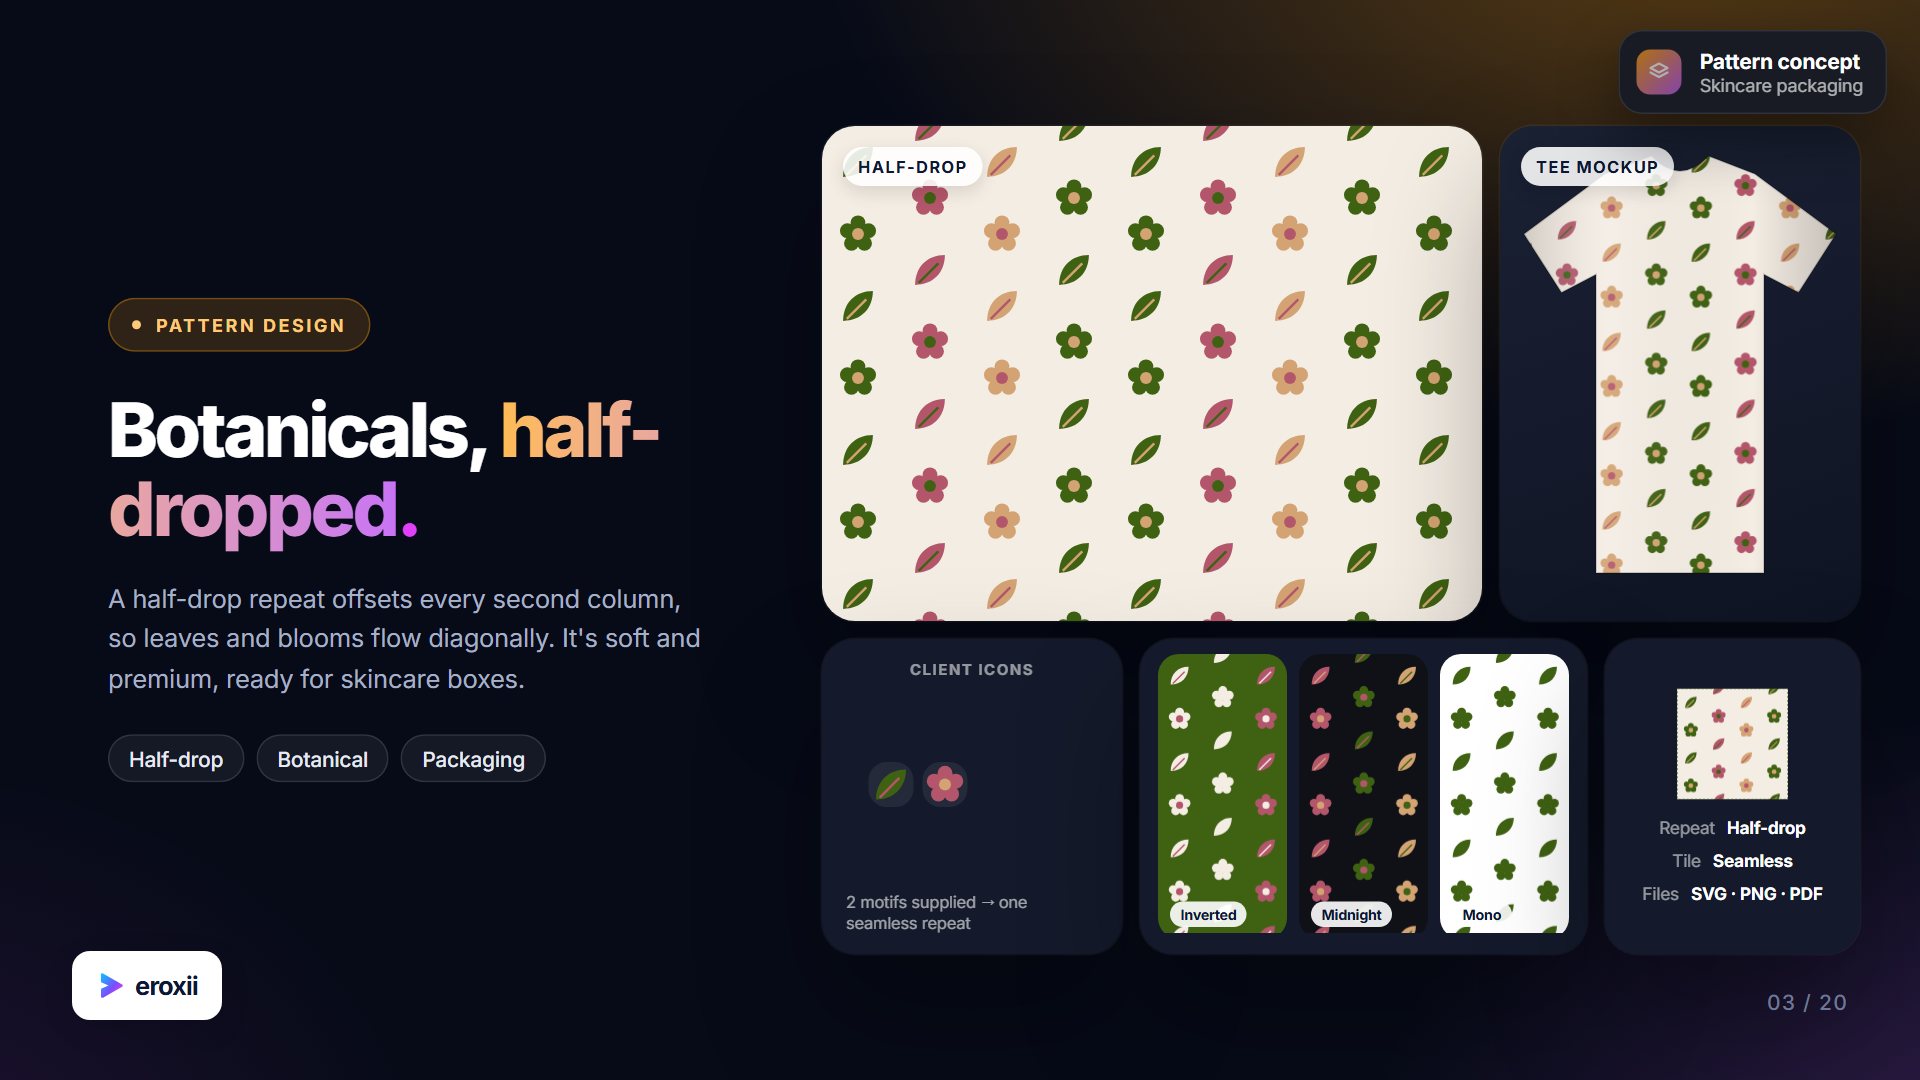 Pattern concept
Skincare packaging
PATTERN DESIGN
Botanicals, half-
dropped.
A half-drop repeat offsets every second column,
so leaves and blooms flow diagonally. It's soft and
premium, ready for skincare boxes.
Half-drop
Botanical
Packaging
HALF-DROP
TEE MOCKUP
CLIENT ICONS
2 motifs supplied → one
seamless repeat
Inverted
Midnight
Mono
Repeat Half-drop
Tile Seamless
Files SVG · PNG · PDF
eroxii
03 / 20